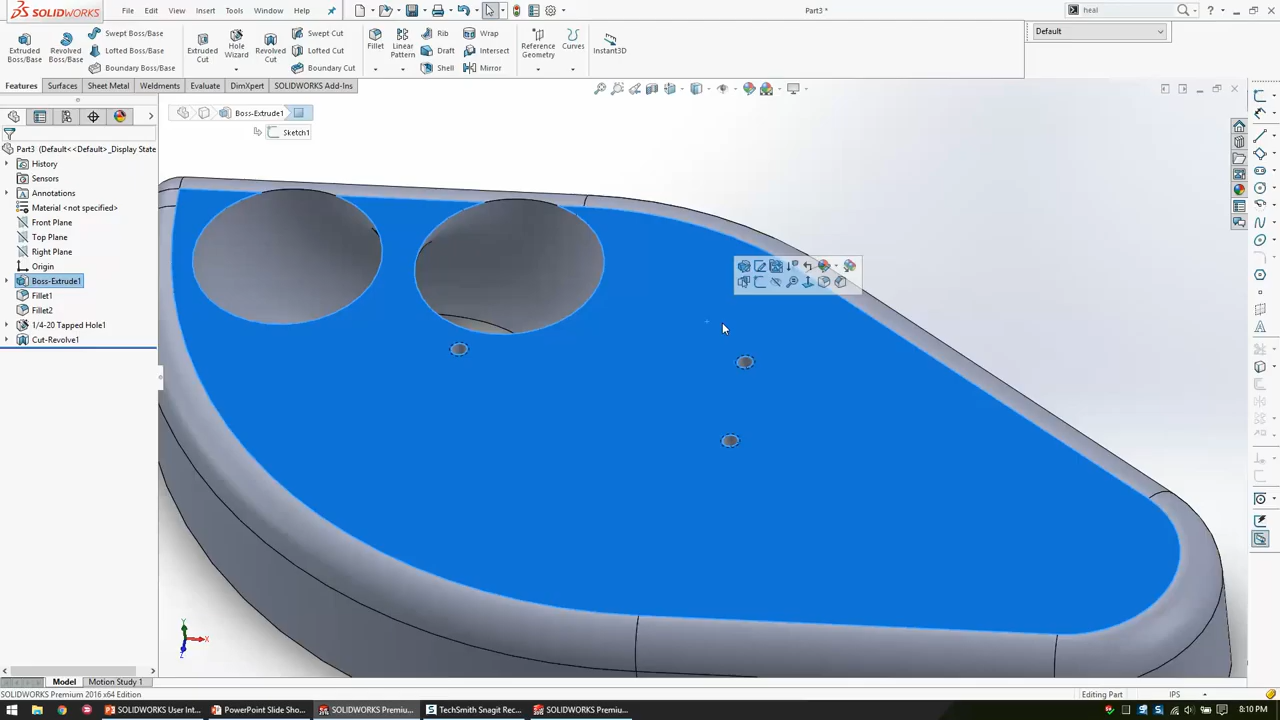 SOLIDWORKS
File Edit View Insert Tools Window Help
Part3 *
heal
Extruded Boss/Base
Revolved Boss/Base
Swept Boss/Base
Lofted Boss/Base
Boundary Boss/Base
Extruded Cut
Hole Wizard
Revolved Cut
Swept Cut
Lofted Cut
Boundary Cut
Fillet
Linear Pattern
Rib
Draft
Shell
Wrap
Intersect
Mirror
Reference Geometry
Curves
Instant3D
Default
Features Surfaces Sheet Metal Weldments Evaluate DimXpert SOLIDWORKS Add-Ins
Boss-Extrude1
Sketch1
Part3 (Default<<Default>_Display State
History
Sensors
Annotations
Material <not specified>
Front Plane
Top Plane
Right Plane
Origin
Boss-Extrude1
Fillet1
Fillet2
1/4-20 Tapped Hole1
Cut-Revolve1
Y
X
Z
Model Motion Study 1
SOLIDWORKS Premium 2016 x64 Edition
Editing Part
IPS
SOLIDWORKS User Int...
PowerPoint Slide Sho...
SOLIDWORKS Premiu...
TechSmith Snagit Rec...
SOLIDWORKS Premiu...
8:10 PM